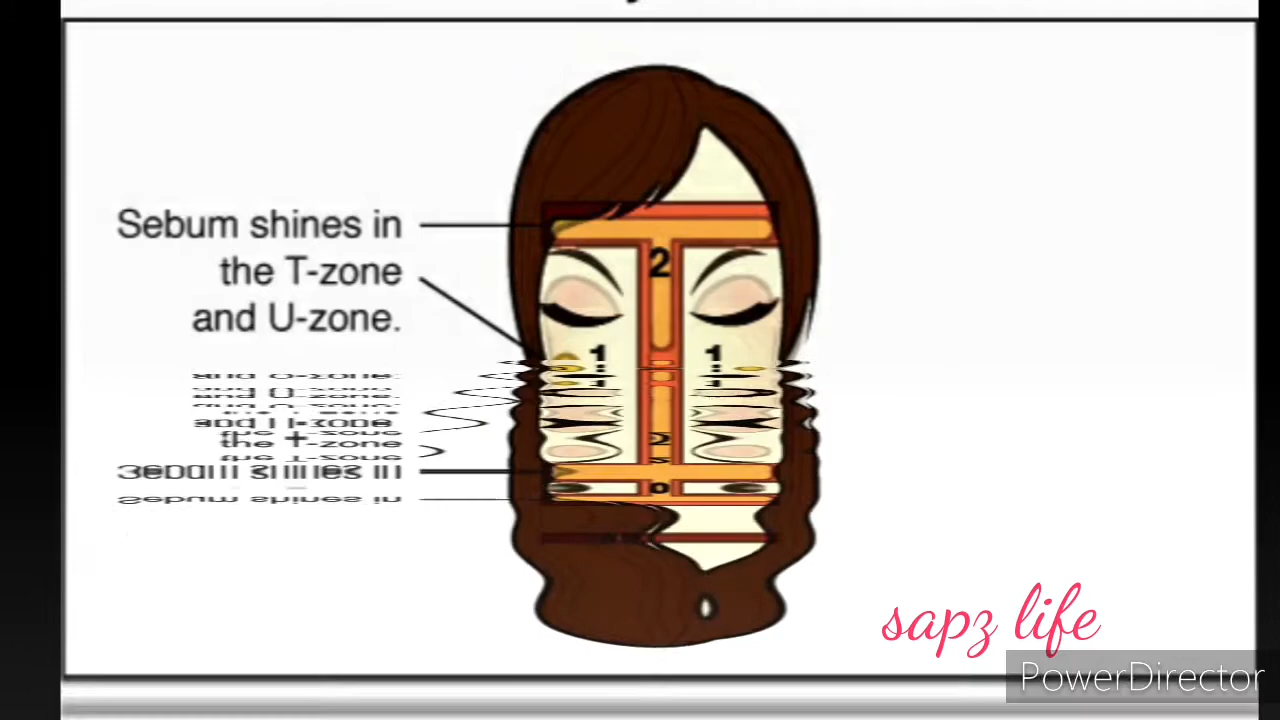 Sebum shines in
the T-zone
and U-zone.
2
1 1
sapz life
PowerDirector